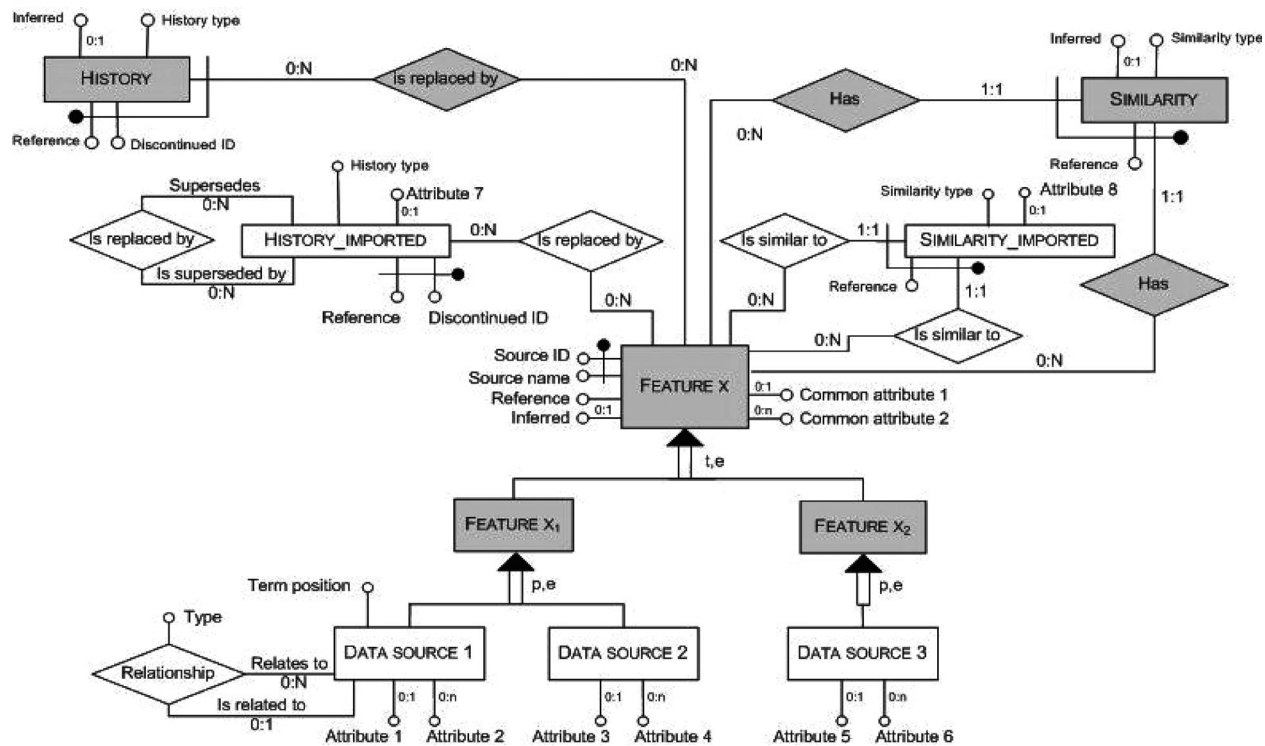 Inferred
History type
0:1
HISTORY
0:N
is replaced by
0:N
Reference
Discontinued ID
Inferred
Similarity type
0:1
Has
1:1
SIMILARITY
0:N
Reference
1:1
History type
Supersedes
0:N
Attribute 7
0:1
Is replaced by
HISTORY_IMPORTED
0:N
Is replaced by
Is superseded by
0:N
0:N
Reference
Discontinued ID
Similarity type
Attribute 8
0:1
Is similar to
1:1
SIMILARITY_IMPORTED
Reference
1:1
0:N
Has
0:N
Is similar to
0:N
Source ID
Source name
Reference
Inferred
0:1
FEATURE X
0:1
Common attribute 1
0:n
Common attribute 2
t,e
FEATURE X₁
FEATURE X₂
p,e
p,e
Term position
Type
Relationship
Relates to
0:N
Is related to
0:1
DATA SOURCE 1
DATA SOURCE 2
DATA SOURCE 3
0:1
0:n
0:1
0:n
0:1
0:n
Attribute 1
Attribute 2
Attribute 3
Attribute 4
Attribute 5
Attribute 6